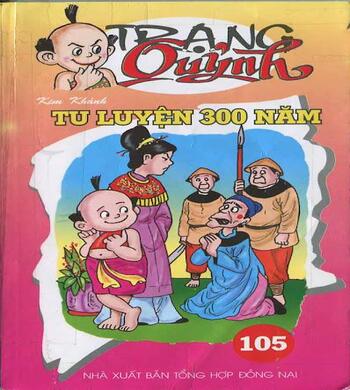 TRẠNG
Quỳnh
Kim Khánh
TU LUYỆN 300 NĂM
105
NHÀ XUẤT BẢN TỔNG HỢP ĐỒNG NAI